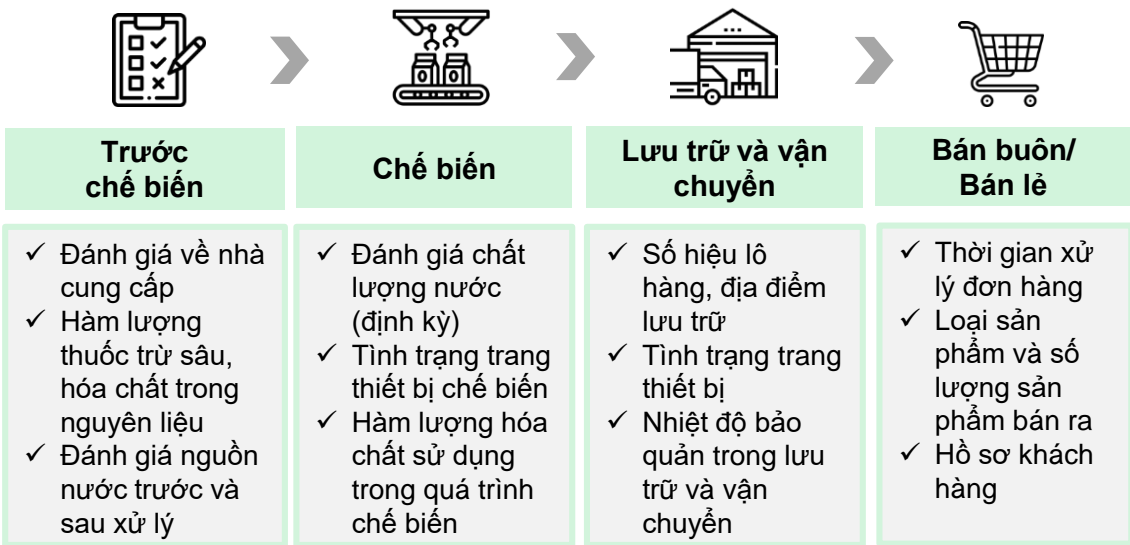 Trước
chế biến
Chế biến
Lưu trữ và vận
chuyển
Bán buôn/
Bán lẻ
✓ Đánh giá về nhà
cung cấp
✓ Hàm lượng
thuốc trừ sâu,
hóa chất trong
nguyên liệu
✓ Đánh giá nguồn
nước trước và
sau xử lý
✓ Đánh giá chất
lượng nước
(định kỳ)
✓ Tình trạng trang
thiết bị chế biến
✓ Hàm lượng hóa
chất sử dụng
trong quá trình
chế biến
✓ Số hiệu lô
hàng, địa điểm
lưu trữ
✓ Tình trạng trang
thiết bị
✓ Nhiệt độ bảo
quản trong lưu
trữ và vận
chuyển
✓ Thời gian xử
lý đơn hàng
✓ Loại sản
phẩm và số
lượng sản
phẩm bán ra
✓ Hồ sơ khách
hàng